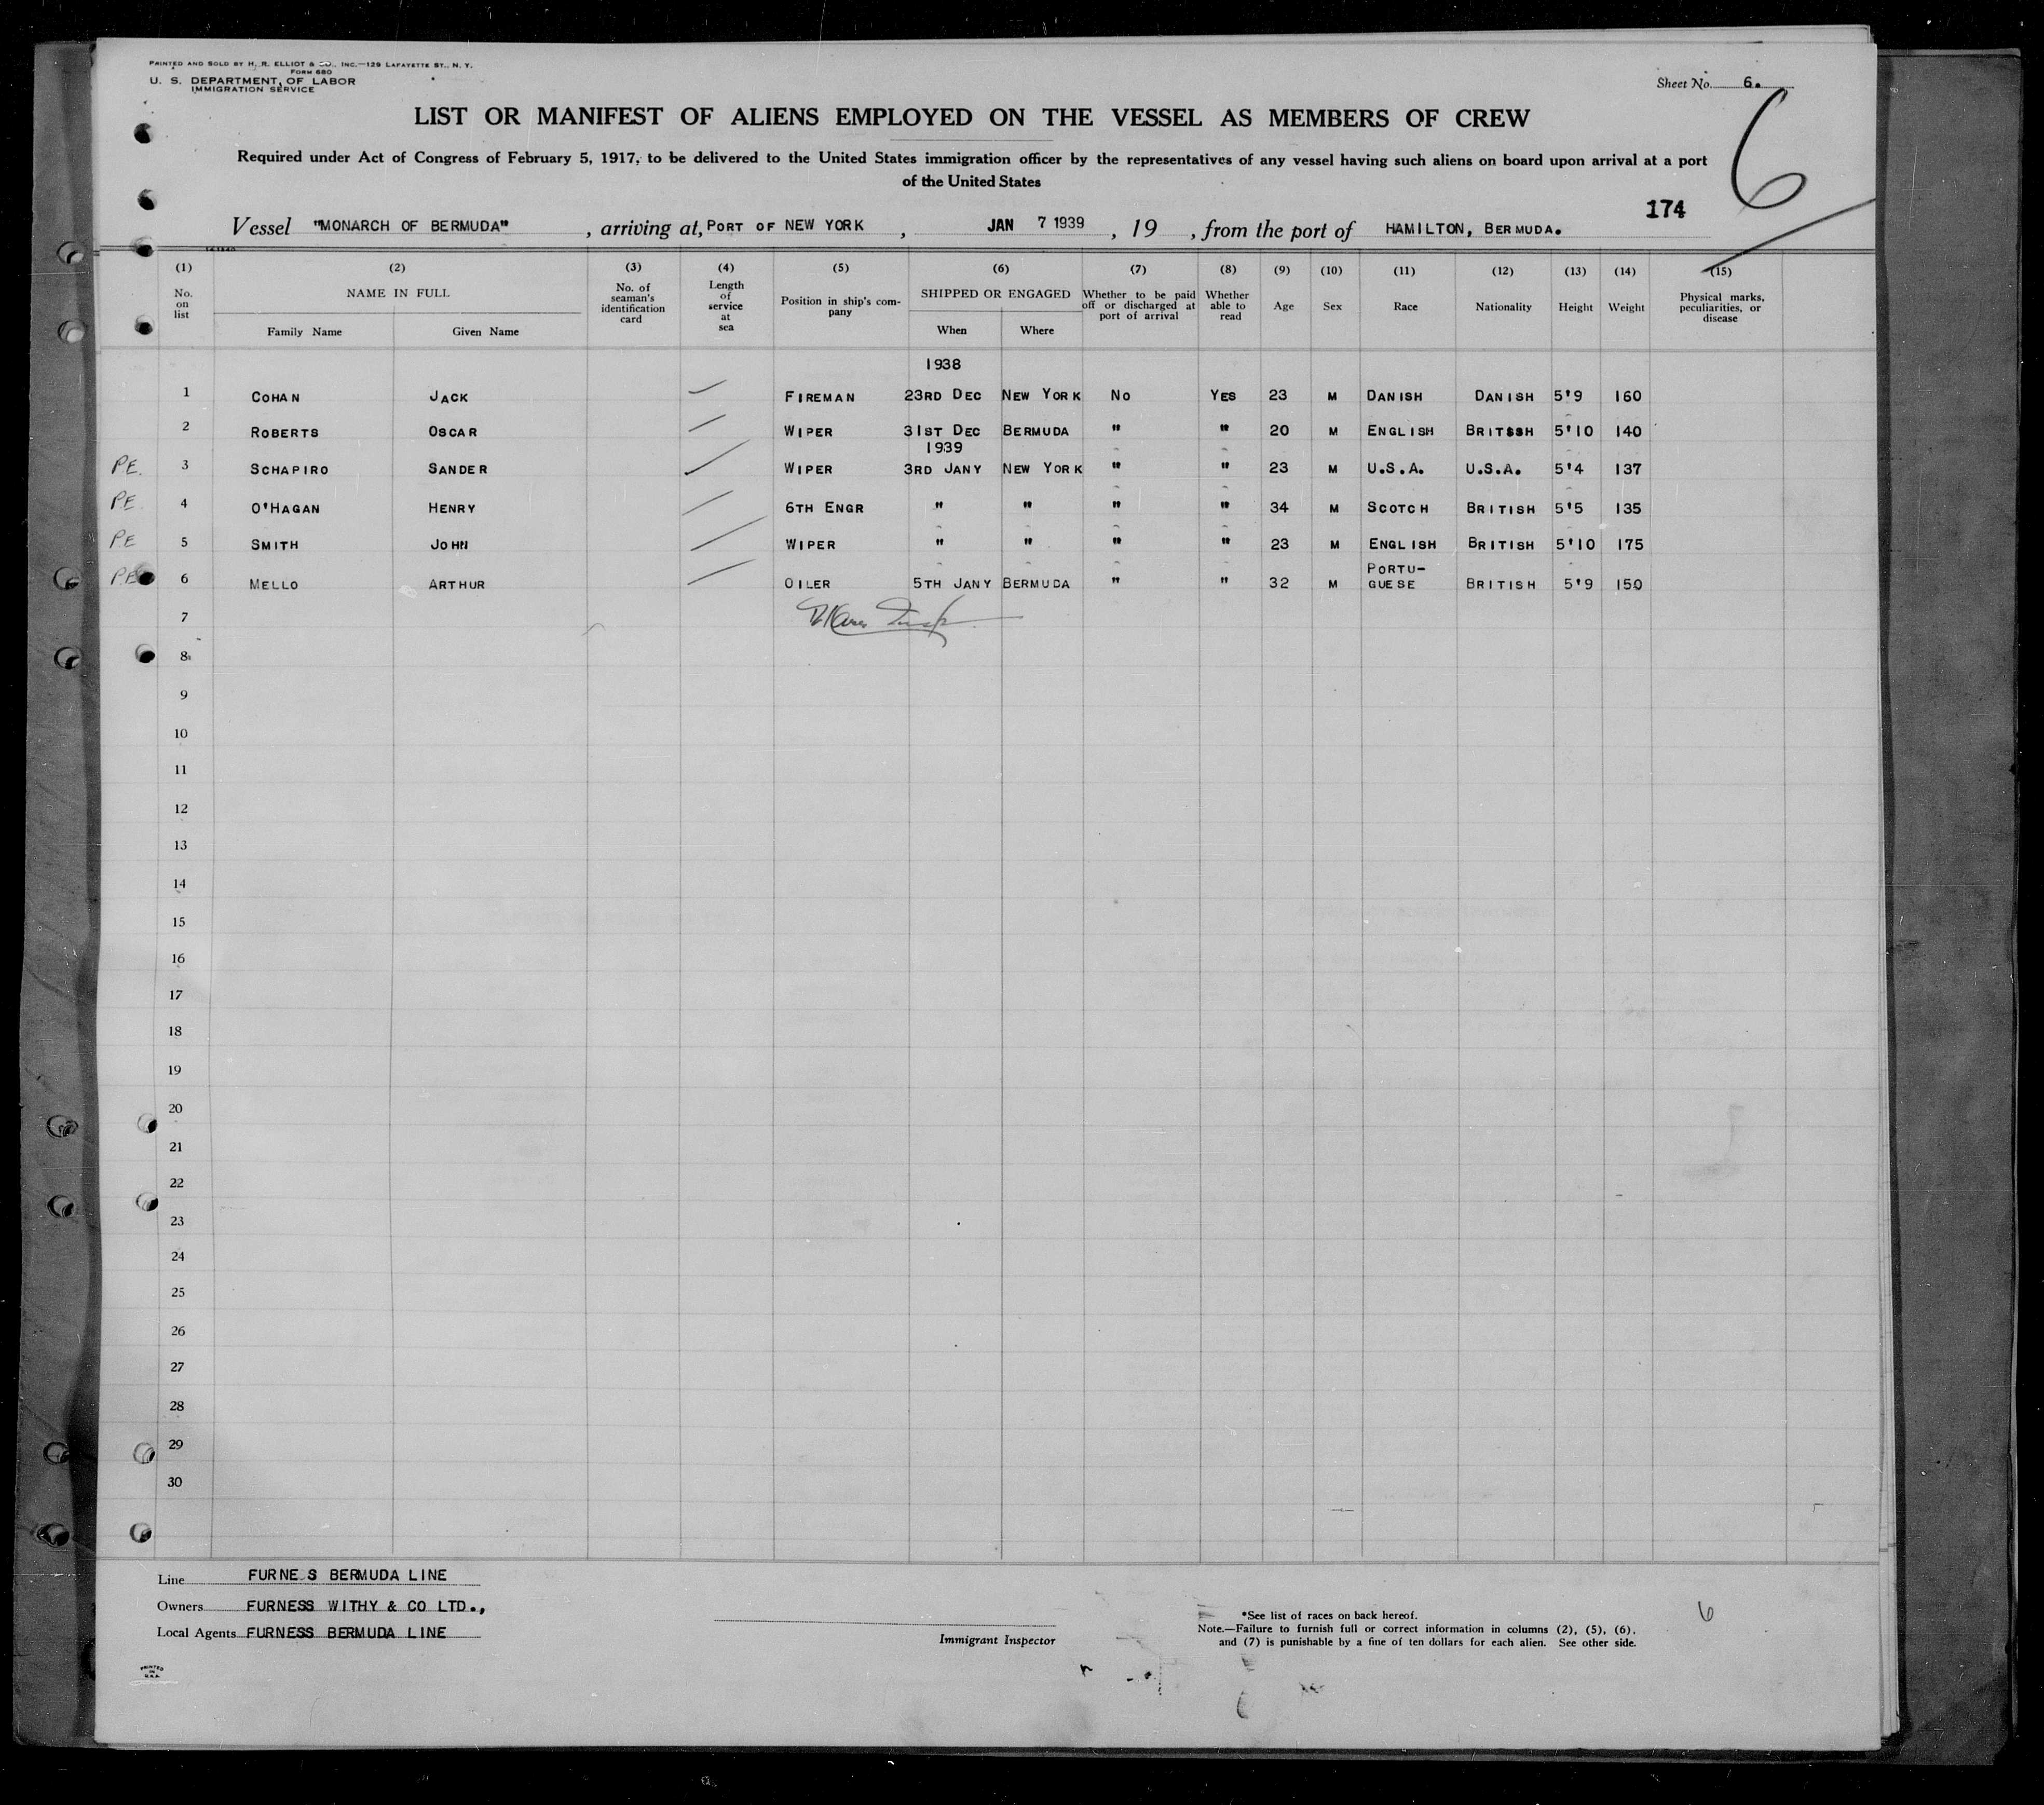 PRINTED AND SOLD BY H. R. ELLIOT & CO., INC.—129 LAFAYETTE ST., N. Y.
FORM 680
U. S. DEPARTMENT OF LABOR
IMMIGRATION SERVICE
Sheet No. 6.
6
LIST OR MANIFEST OF ALIENS EMPLOYED ON THE VESSEL AS MEMBERS OF CREW
Required under Act of Congress of February 5, 1917, to be delivered to the United States immigration officer by the representatives of any vessel having such aliens on board upon arrival at a port
of the United States
174
Vessel "MONARCH OF BERMUDA", arriving at, PORT OF NEW YORK, JAN 7 1939, 19, from the port of HAMILTON, BERMUDA.
(1) (2) (3) (4) (5) (6) (7) (8) (9) (10) (11) (12) (13) (14) (15)
No. on list NAME IN FULL Family Name Given Name No. of seaman's identification card Length of service at sea Position in ship's company SHIPPED OR ENGAGED When Where Whether to be paid off or discharged at port of arrival Whether able to read Age Sex Race Nationality Height Weight Physical marks, peculiarities, or disease
1938
1 COHAN JACK FIREMAN 23RD DEC NEW YORK NO YES 23 M DANISH DANISH 5'9 160
2 ROBERTS OSCAR WIPER 31ST DEC BERMUDA " " 20 M ENGLISH BRITSSH 5'10 140
1939
PE. 3 SCHAPIRO SANDER WIPER 3RD JANY NEW YORK " " 23 M U.S.A. U.S.A. 5'4 137
PE. 4 O'HAGAN HENRY 6TH ENGR " " " " 34 M SCOTCH BRITISH 5'5 135
PE 5 SMITH JOHN WIPER " " " " 23 M ENGLISH BRITISH 5'10 175
PE 6 MELLO ARTHUR OILER 5TH JANY BERMUDA " " 32 M PORTU-GUESE BRITISH 5'9 150
7
8
9
10
11
12
13
14
15
16
17
18
19
20
21
22
23
24
25
26
27
28
29
30
Line FURNE S BERMUDA LINE
Owners FURNESS WITHY & CO LTD.,
Local Agents FURNESS BERMUDA LINE
Immigrant Inspector
*See list of races on back hereof.
Note.—Failure to furnish full or correct information in columns (2), (5), (6),
and (7) is punishable by a fine of ten dollars for each alien. See other side.
6
PRINTED
IN
U.S.A.